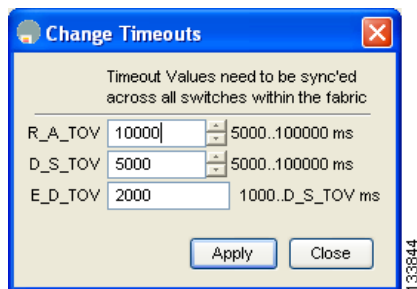 Change Timeouts
Timeout Values need to be sync'ed
across all switches within the fabric
R_A_TOV 10000 5000..100000 ms
D_S_TOV 5000 5000..100000 ms
E_D_TOV 2000 1000..D_S_TOV ms
Apply Close
133844